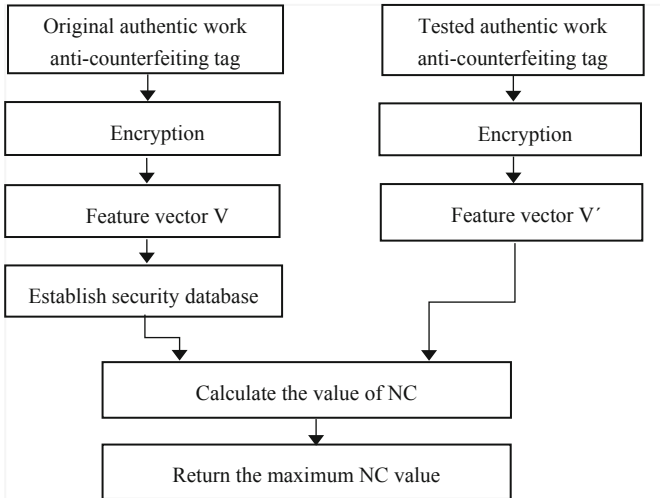 Original authentic work
anti-counterfeiting tag
Encryption
Feature vector V
Establish security database
Tested authentic work
anti-counterfeiting tag
Encryption
Feature vector V´
Calculate the value of NC
Return the maximum NC value